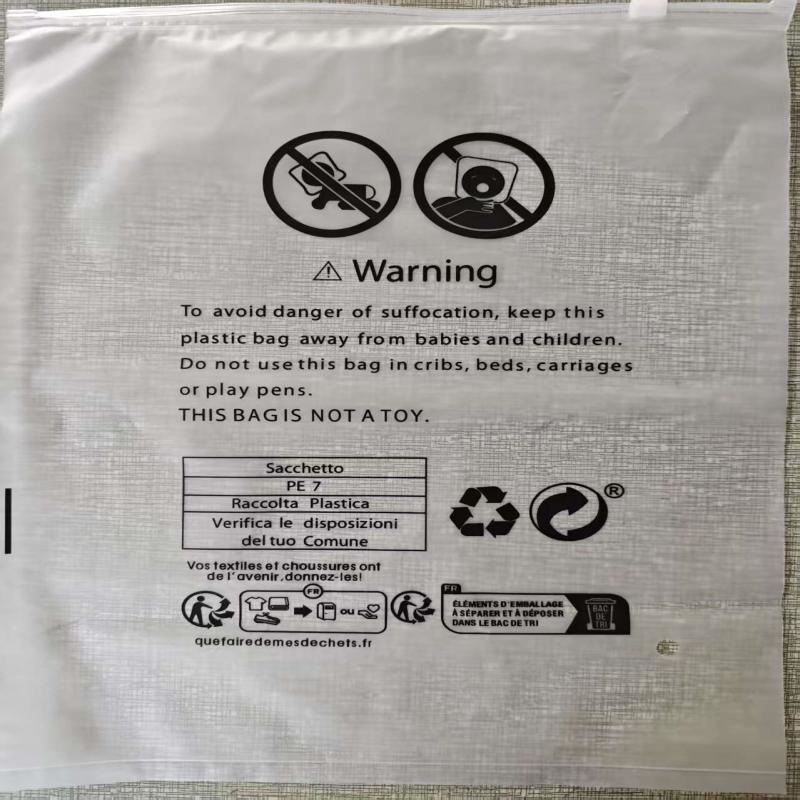 ⚠ Warning
To avoid danger of suffocation, keep this
plastic bag away from babies and children.
Do not use this bag in cribs, beds, carriages
or play pens.
THIS BAG IS NOT A TOY.
Sacchetto
PE 7
Raccolta Plastica
Verifica le disposizioni
del tuo Comune
®
Vos textiles et choussures ont
de l'avenir,donnez-les!
FR
OU
quefairedemesdechets.fr
FR
ÉLÉMENTS D'EMBALLAGE
À SÉPARER ET À DÉPOSER
DANS LE BAC DE TRI
BAC
DE
TRI